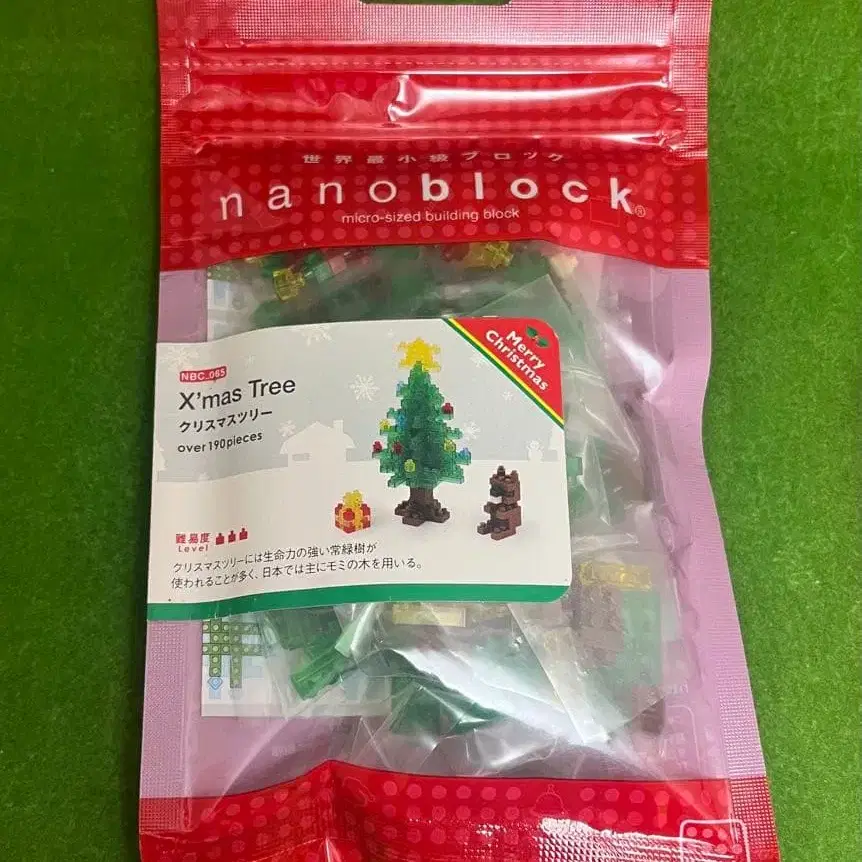 世界最小級ブロック
nanoblock®
micro-sized building block
Merry
Christmas
NBC_065
X'mas Tree
クリスマスツリー
over190pieces
難易度
Level
クリスマスツリーには生命力の強い常緑樹が
使われることが多く、日本では主にモミの木を用いる。